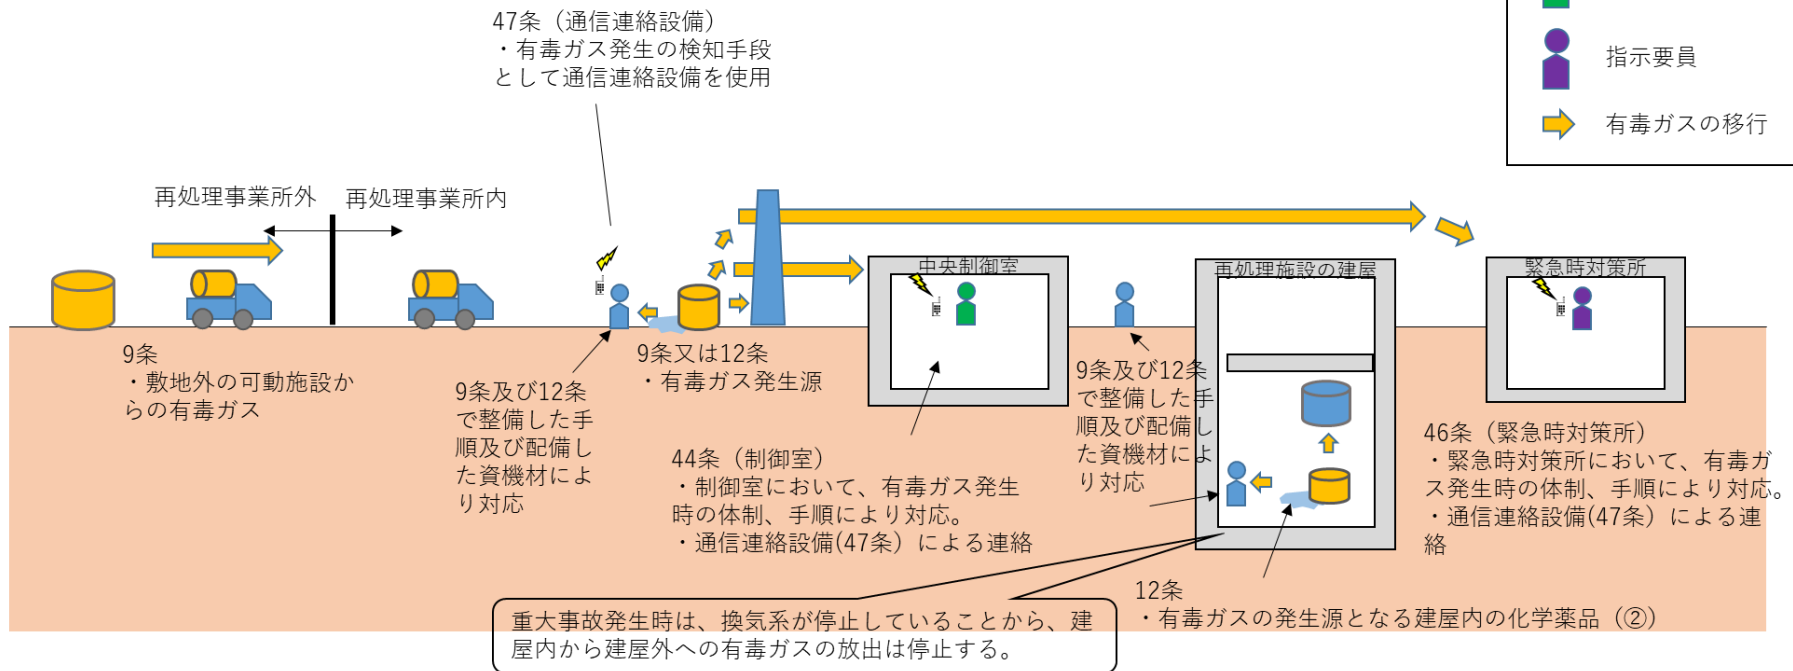 47条（通信連絡設備）
・有毒ガス発生の検知手段
として通信連絡設備を使用
指示要員
有毒ガスの移行
再処理事業所外
再処理事業所内
中央制御室
再処理施設の建屋
緊急時対策所
9条
・敷地外の可動施設か
らの有毒ガス
9条及び12条
で整備した手
順及び配備し
た資機材によ
り対応
9条又は12条
・有毒ガス発生源
44条（制御室）
・制御室において、有毒ガス発生
時の体制、手順により対応。
・通信連絡設備(47条）による連絡
9条及び12条
で整備した手
順及び配備し
た資機材によ
り対応
46条（緊急時対策所）
・緊急時対策所において、有毒ガ
ス発生時の体制、手順により対応。
・通信連絡設備(47条）による連
絡
12条
・有毒ガスの発生源となる建屋内の化学薬品（②）
重大事故発生時は、換気系が停止していることから、建
屋内から建屋外への有毒ガスの放出は停止する。